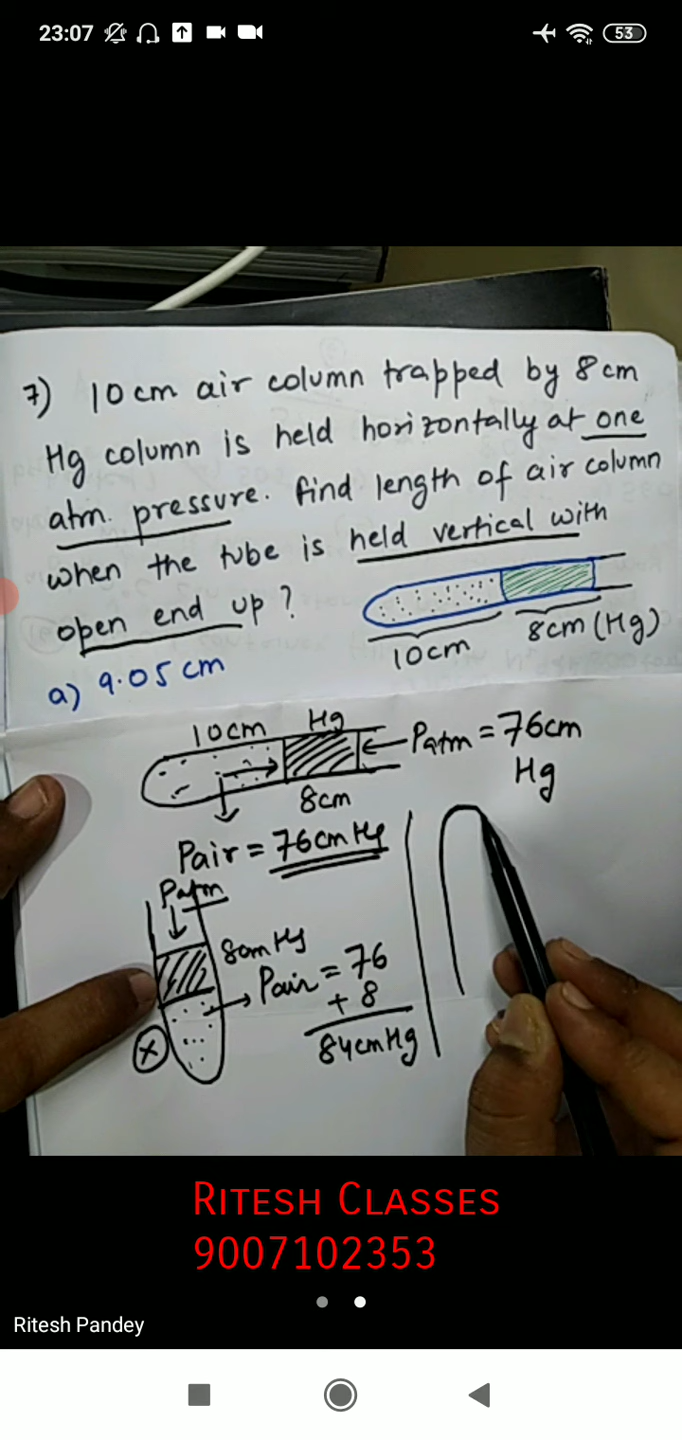 23:07
53
7) 10 cm air column trapped by 8 cm
Hg column is held horizontally at one
atm. pressure. find length of air column
when the tube is held vertical with
open end up?
10cm
8cm (Hg)
a) 9.05 cm
10cm Hg
Patm = 76cm
Hg
8cm
Pair = 76cm Hg
Patm
8cm Hg
Pair = 76
+ 8
84cmHg
x
RITESH CLASSES
9007102353
Ritesh Pandey